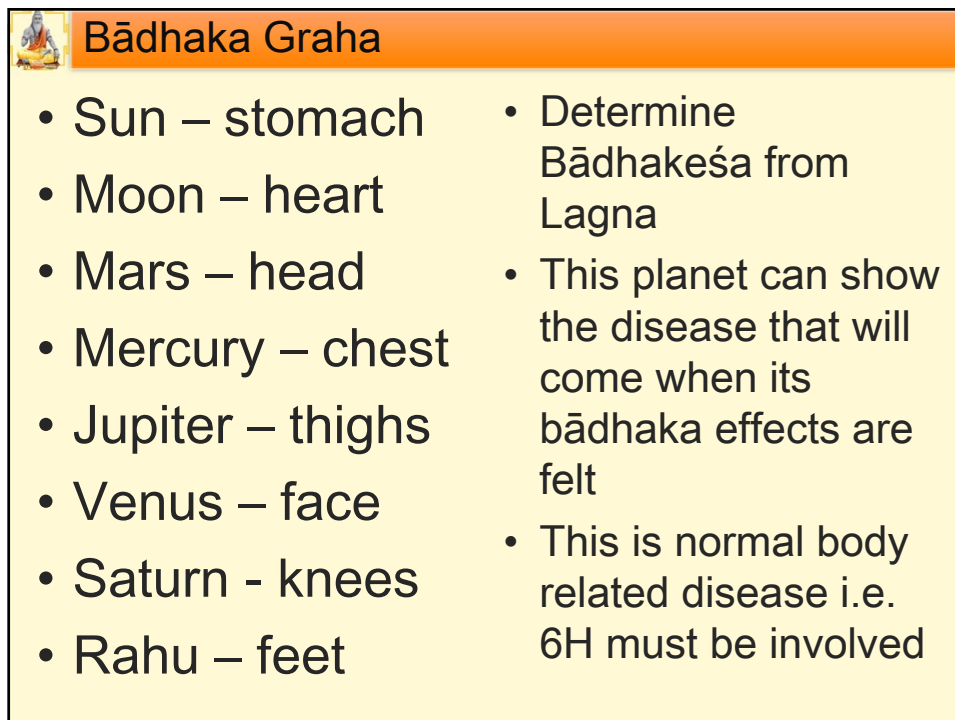 Bādhaka Graha
• Sun – stomach
• Moon – heart
• Mars – head
• Mercury – chest
• Jupiter – thighs
• Venus – face
• Saturn - knees
• Rahu – feet
• Determine
Bādhakeśa from
Lagna
• This planet can show
the disease that will
come when its
bādhaka effects are
felt
• This is normal body
related disease i.e.
6H must be involved